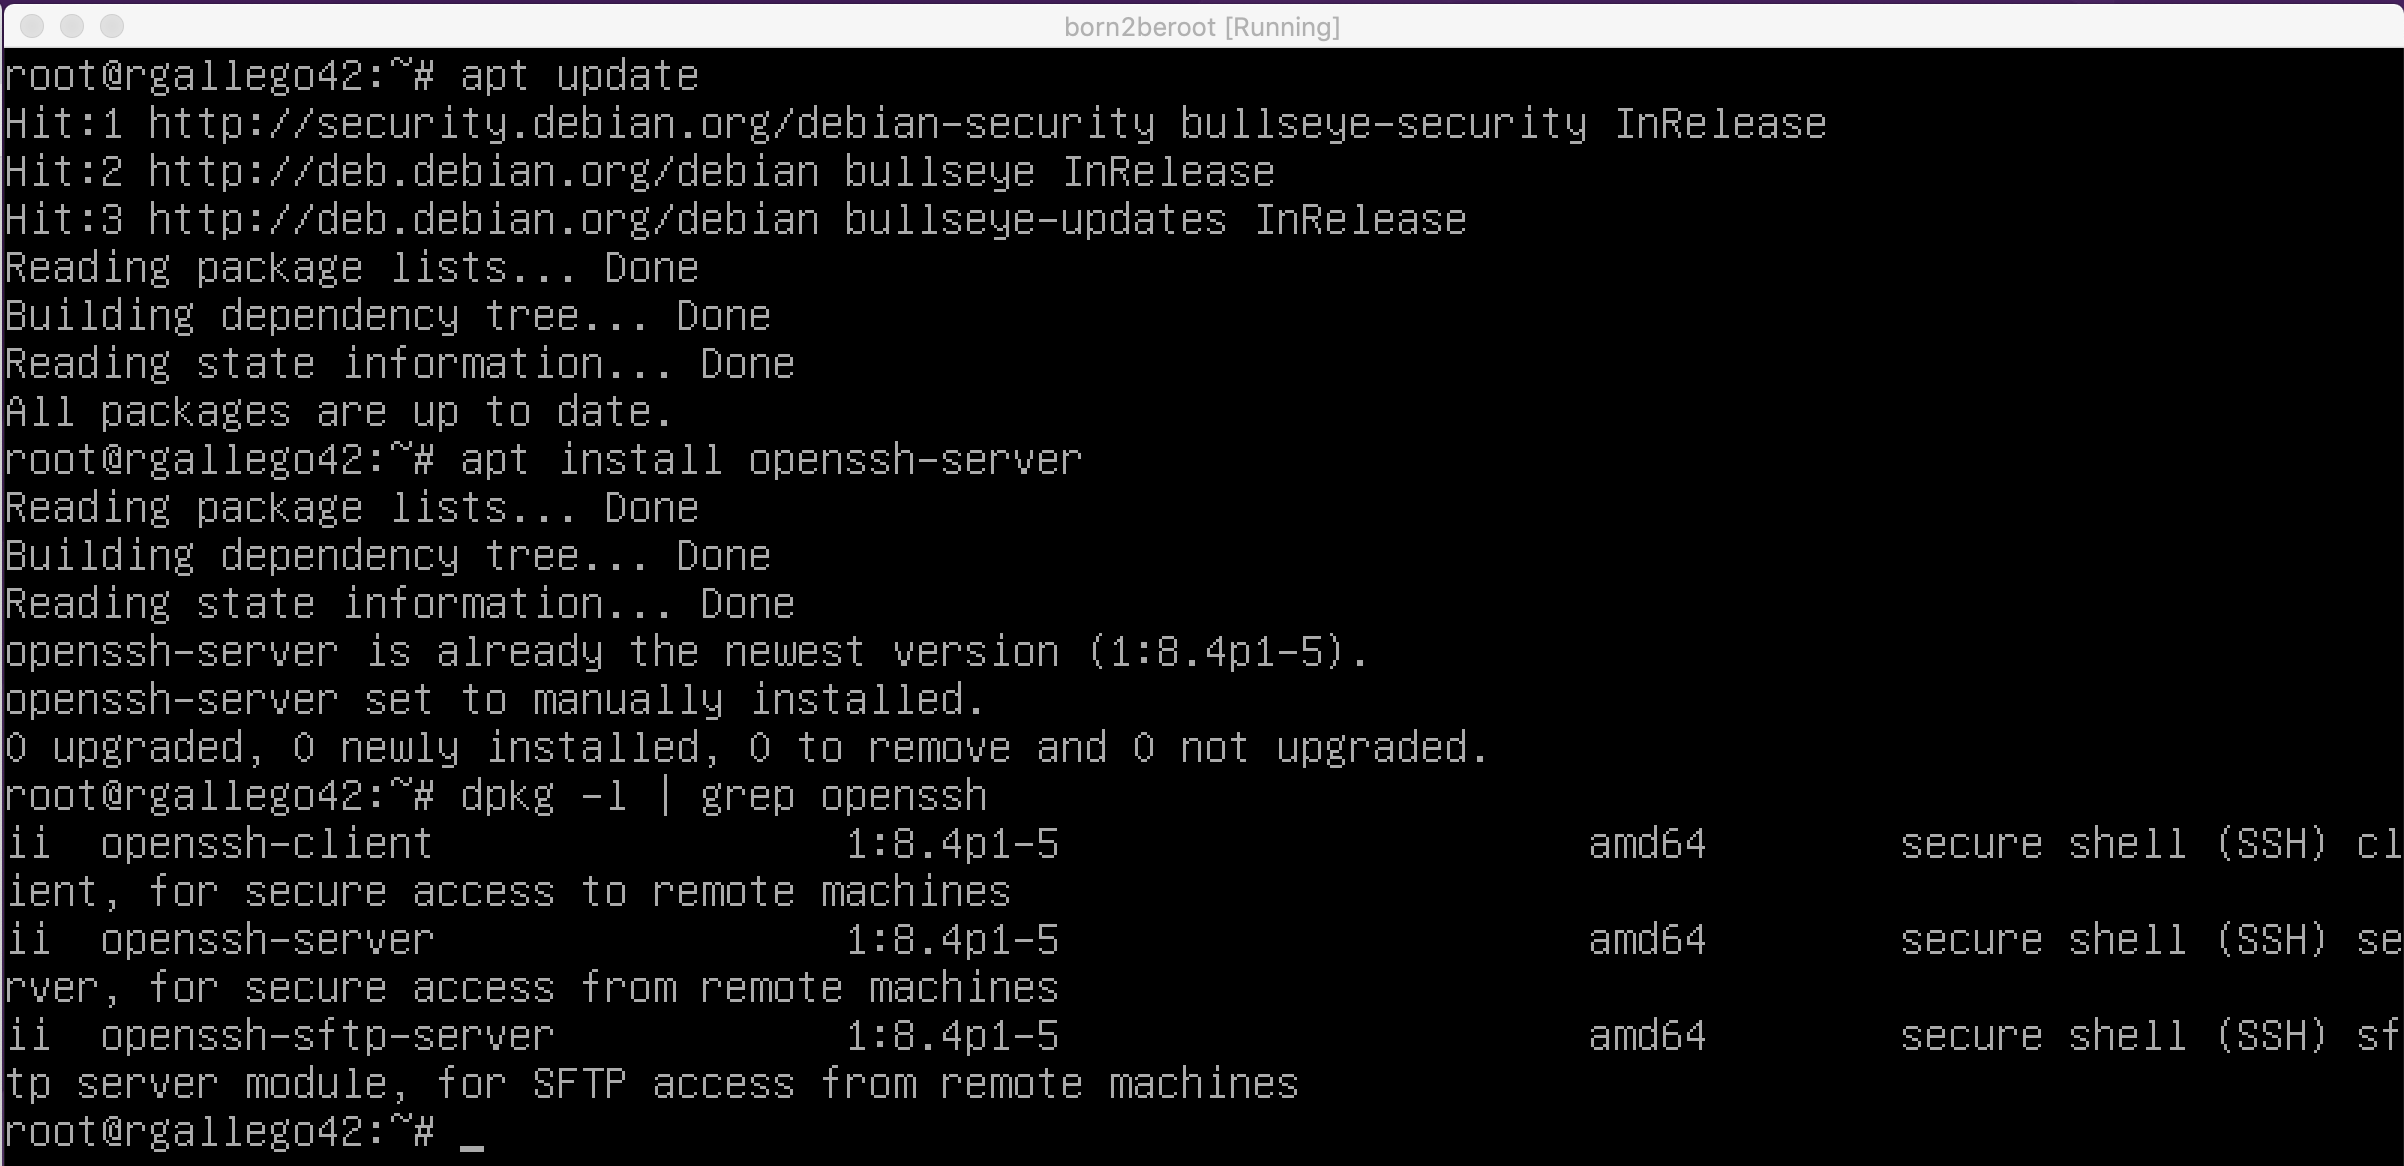 born2beroot [Running]
root@rgallego42:~# apt update
Hit:1 http://security.debian.org/debian-security bullseye-security InRelease
Hit:2 http://deb.debian.org/debian bullseye InRelease
Hit:3 http://deb.debian.org/debian bullseye-updates InRelease
Reading package lists... Done
Building dependency tree... Done
Reading state information... Done
All packages are up to date.
root@rgallego42:~# apt install openssh-server
Reading package lists... Done
Building dependency tree... Done
Reading state information... Done
openssh-server is already the newest version (1:8.4p1-5).
openssh-server set to manually installed.
0 upgraded, 0 newly installed, 0 to remove and 0 not upgraded.
root@rgallego42:~# dpkg -l | grep openssh
ii  openssh-client                 1:8.4p1-5                      amd64        secure shell (SSH) cl
ient, for secure access to remote machines
ii  openssh-server                 1:8.4p1-5                      amd64        secure shell (SSH) se
rver, for secure access from remote machines
ii  openssh-sftp-server            1:8.4p1-5                      amd64        secure shell (SSH) sf
tp server module, for SFTP access from remote machines
root@rgallego42:~# _